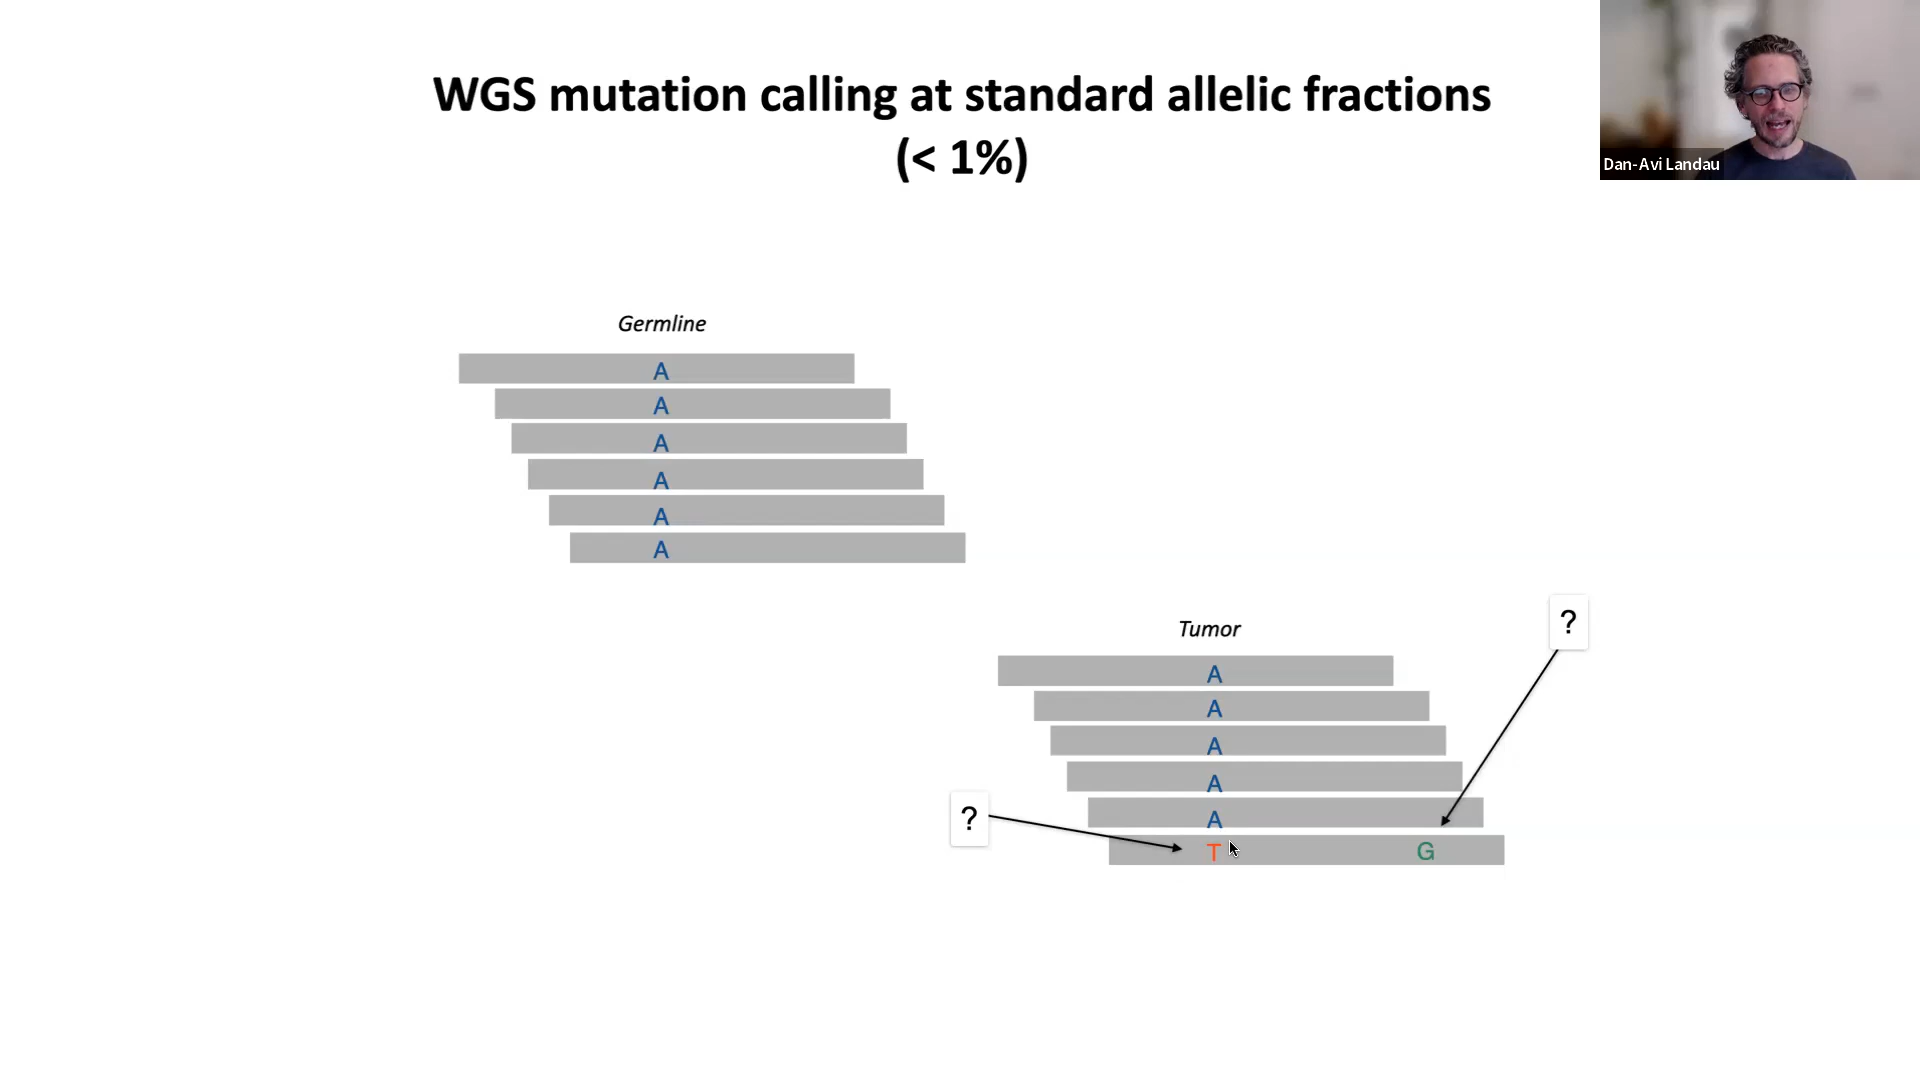 WGS mutation calling at standard allelic fractions
(< 1%)
Dan-Avi Landau
Germline
A
A
A
A
A
A
Tumor
?
A
A
A
A
?
A
T G